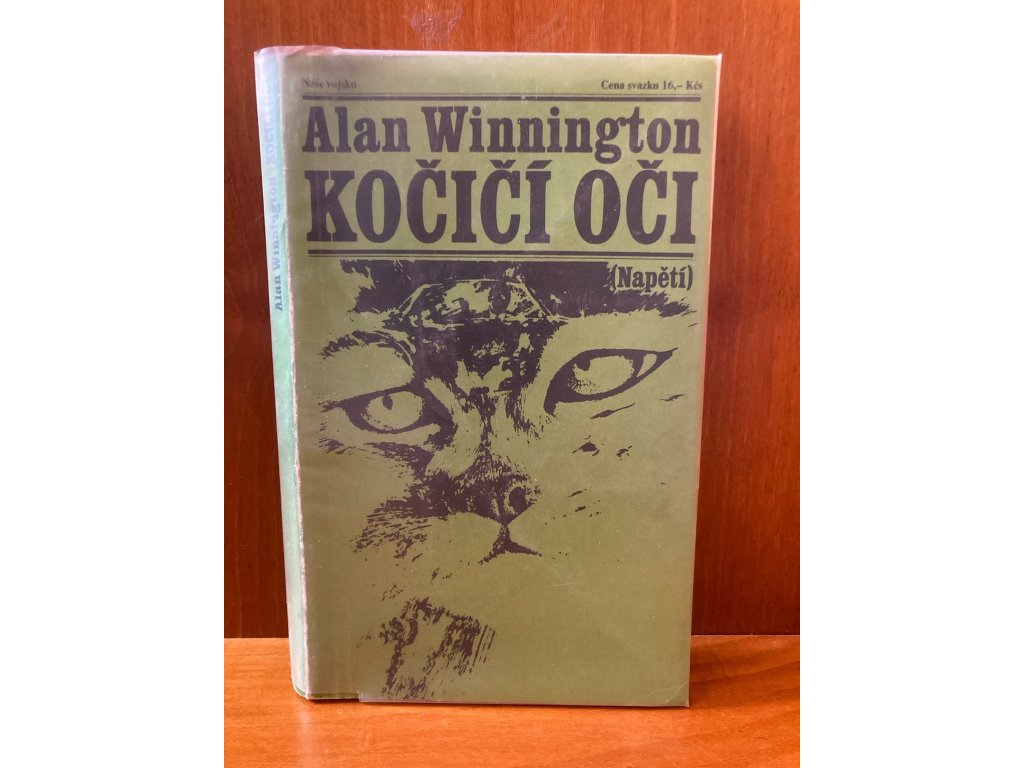 Naše vojsko
Cena svazku 16,– Kčs
Alan Winnington
KOČIČÍ OČI
(Napětí)
Alan Winnington